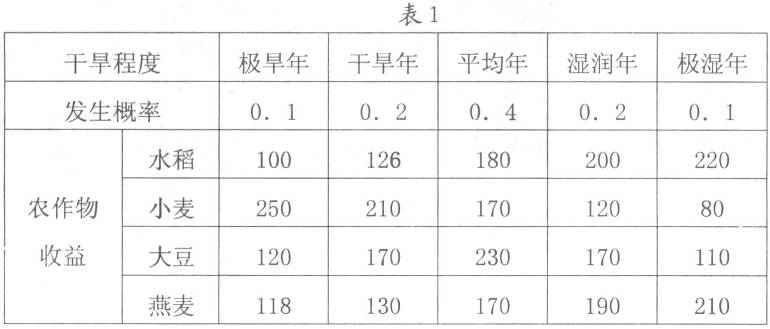 表1
干旱程度 极旱年 干旱年 平均年 湿润年 极湿年
发生概率 0.1 0.2 0.4 0.2 0.1
农作物收益 水稻 100 126 180 200 220
小麦 250 210 170 120 80
大豆 120 170 230 170 110
燕麦 118 130 170 190 210